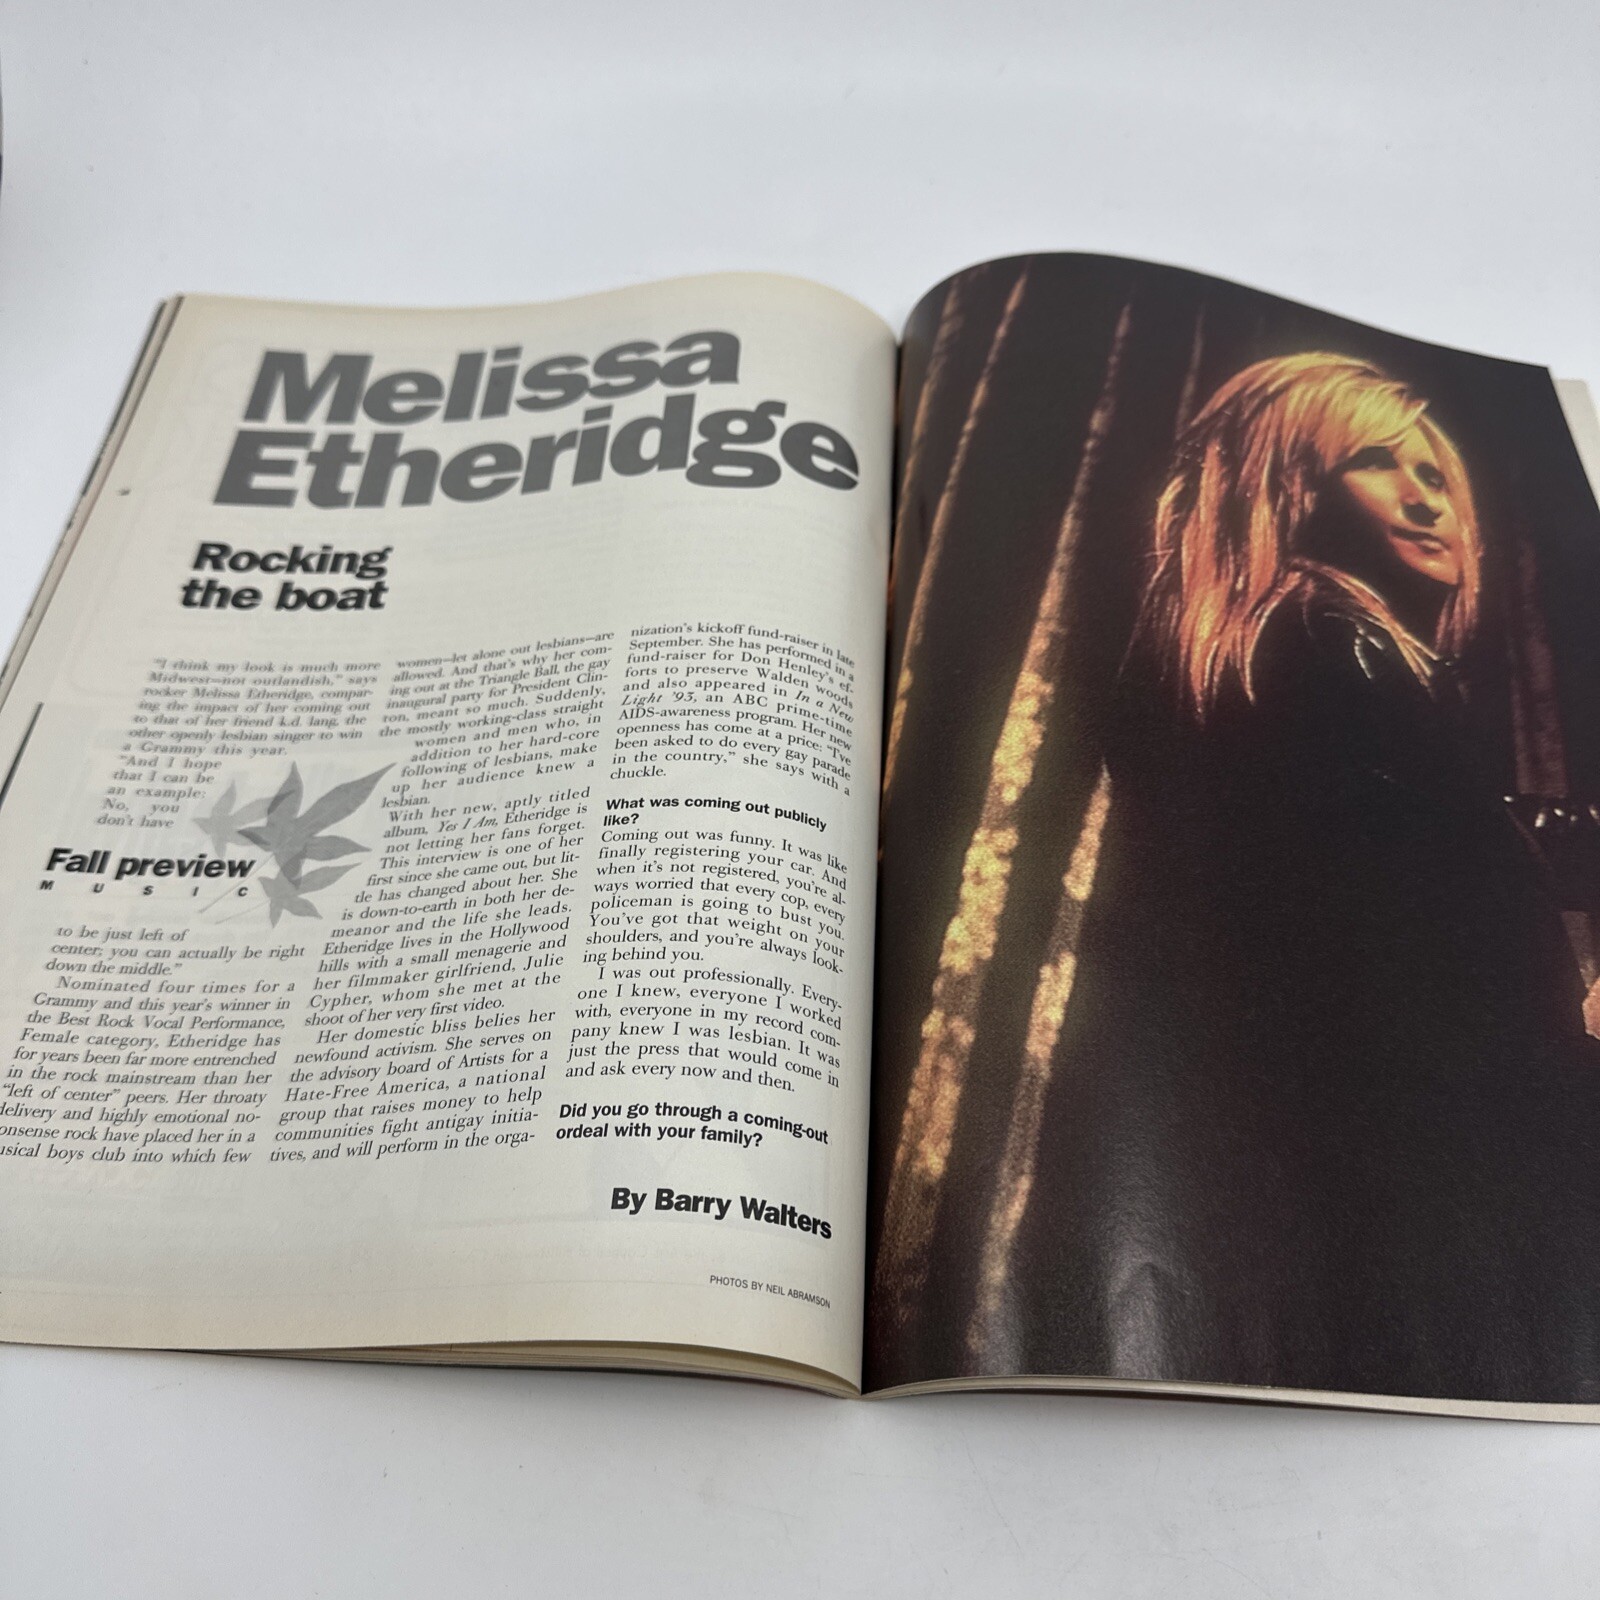 Melissa
Etheridge
Rocking
the boat
"I think my look is much more
Midwest—not outlandish," says
rocker Melissa Etheridge, compar-
ing the impact of her coming out
to that of her friend k.d. lang, the
other openly lesbian singer to win
a Grammy this year.
"And I hope
that I can be
an example:
No, you
don't have
Fall preview
MUSIC
to be just left of
center; you can actually be right
down the middle."
Nominated four times for a
Grammy and this year's winner in
the Best Rock Vocal Performance,
Female category, Etheridge has
for years been far more entrenched
in the rock mainstream than her
"left of center" peers. Her throaty
delivery and highly emotional no-
onsense rock have placed her in a
usical boys club into which few
women—let alone out lesbians—are
allowed. And that's why her com-
ing out at the Triangle Ball, the gay
inaugural party for President Clin-
ton, meant so much. Suddenly,
the mostly working-class straight
women and men who, in
addition to her hard-core
following of lesbians, make
up her audience knew a
lesbian.
With her new, aptly titled
album, Yes I Am, Etheridge is
not letting her fans forget.
This interview is one of her
first since she came out, but lit-
tle has changed about her. She
is down-to-earth in both her de-
meanor and the life she leads.
Etheridge lives in the Hollywood
hills with a small menagerie and
her filmmaker girlfriend, Julie
Cypher, whom she met at the
shoot of her very first video.
Her domestic bliss belies her
newfound activism. She serves on
the advisory board of Artists for a
Hate-Free America, a national
group that raises money to help
communities fight antigay initia-
tives, and will perform in the orga-
nization's kickoff fund-raiser in late
September. She has performed in a
fund-raiser for Don Henley's ef-
forts to preserve Walden woods
and also appeared in In a New
Light '93, an ABC prime-time
AIDS-awareness program. Her new
openness has come at a price: "I've
been asked to do every gay parade
in the country," she says with a
chuckle.
What was coming out publicly
like?
Coming out was funny. It was like
finally registering your car. And
when it's not registered, you're al-
ways worried that every cop, every
policeman is going to bust you.
You've got that weight on your
shoulders, and you're always look-
ing behind you.
I was out professionally. Every-
one I knew, everyone I worked
with, everyone in my record com-
pany knew I was lesbian. It was
just the press that would come in
and ask every now and then.
Did you go through a coming-out
ordeal with your family?
By Barry Walters
PHOTOS BY NEIL ABRAMSON